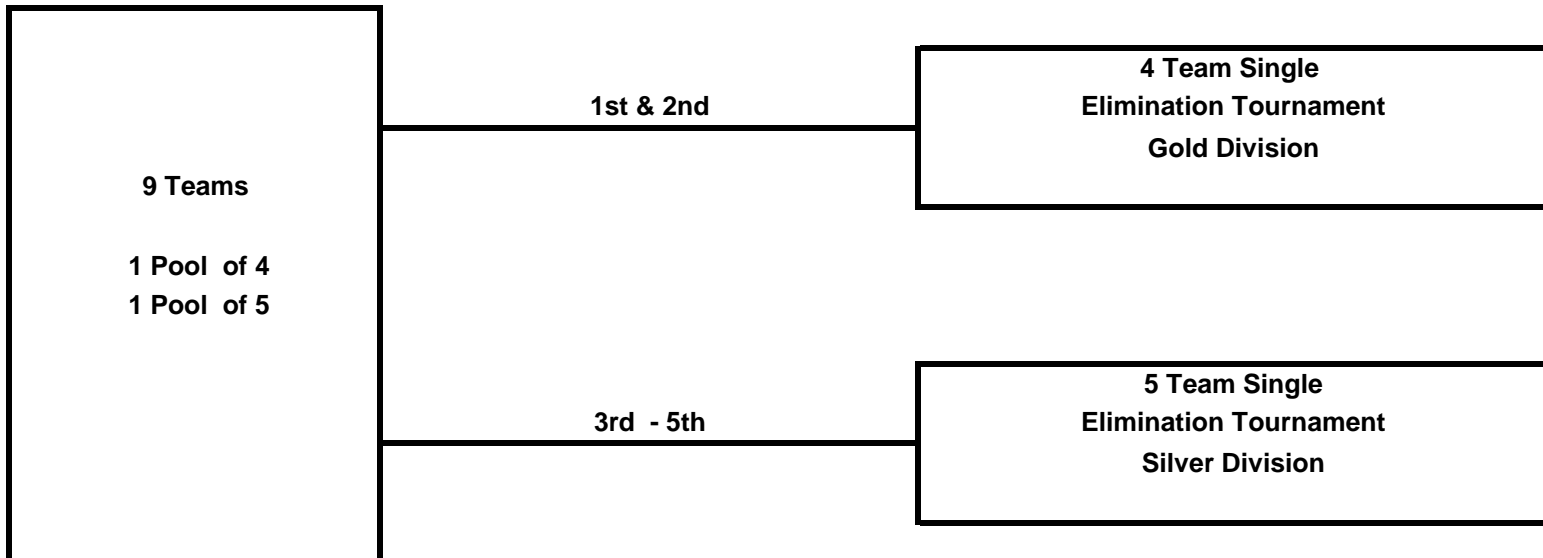 9 Teams
1 Pool of 4
1 Pool of 5
1st & 2nd
4 Team Single
Elimination Tournament
Gold Division
3rd - 5th
5 Team Single
Elimination Tournament
Silver Division